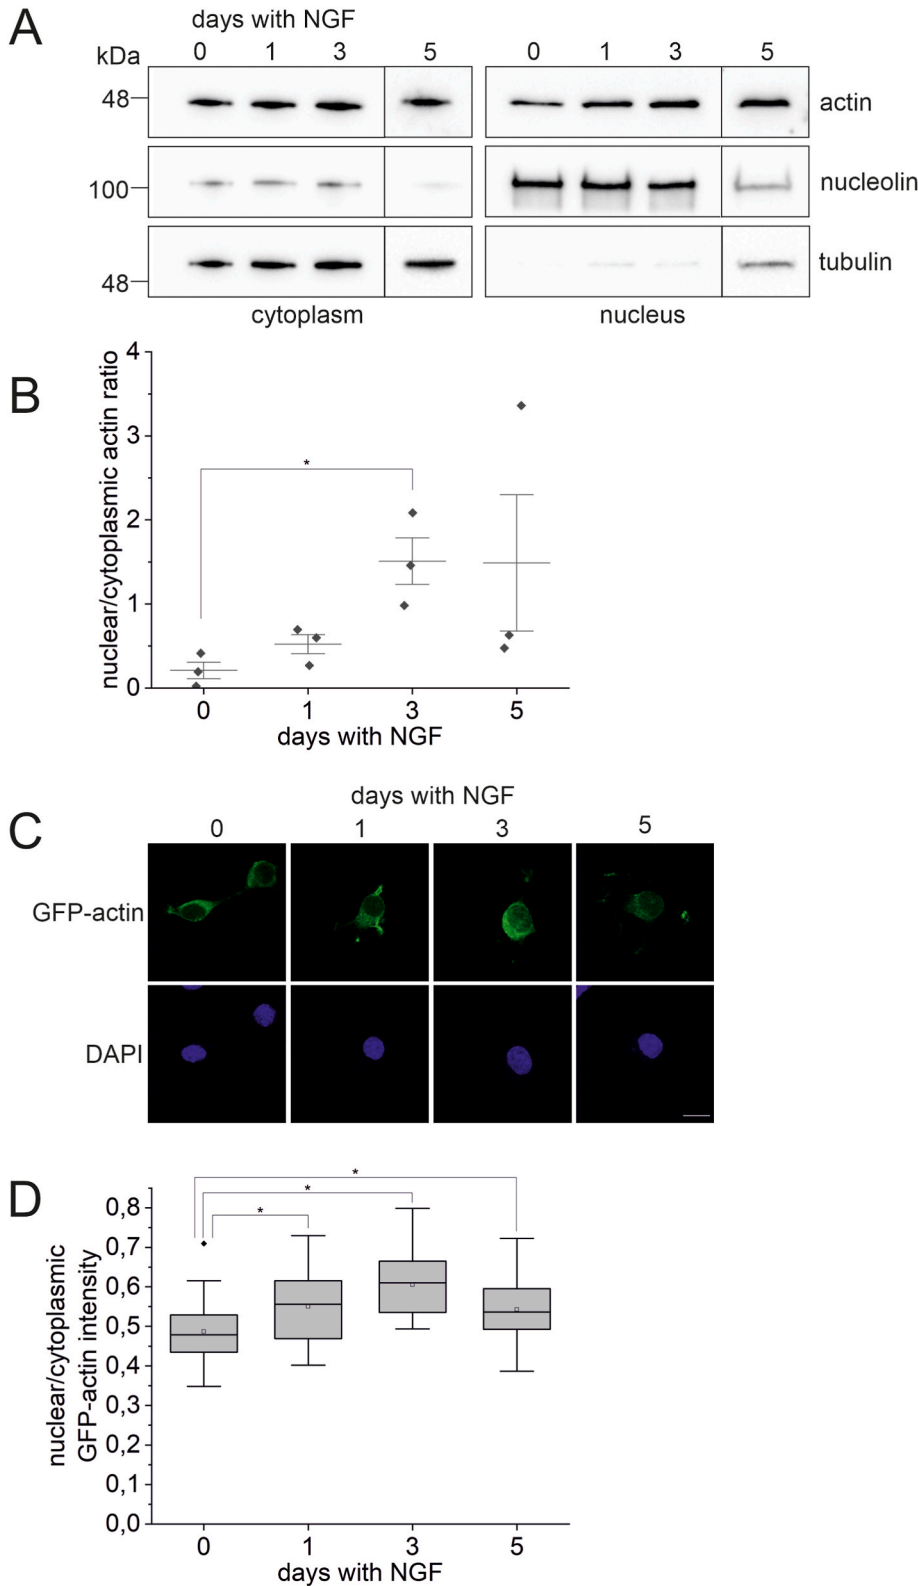 A
days with NGF
kDa 0 1 3 5 0 1 3 5
48 actin
100 nucleolin
48 tubulin
cytoplasm nucleus
B
nuclear/cytoplasmic actin ratio
4
3
*
2
1
0
0 1 3 5
days with NGF
C
days with NGF
0 1 3 5
GFP-actin
DAPI
D
nuclear/cytoplasmic
GFP-actin intensity
*
*
*
0,8
0,7
0,6
0,5
0,4
0,3
0,2
0,1
0,0
0 1 3 5
days with NGF